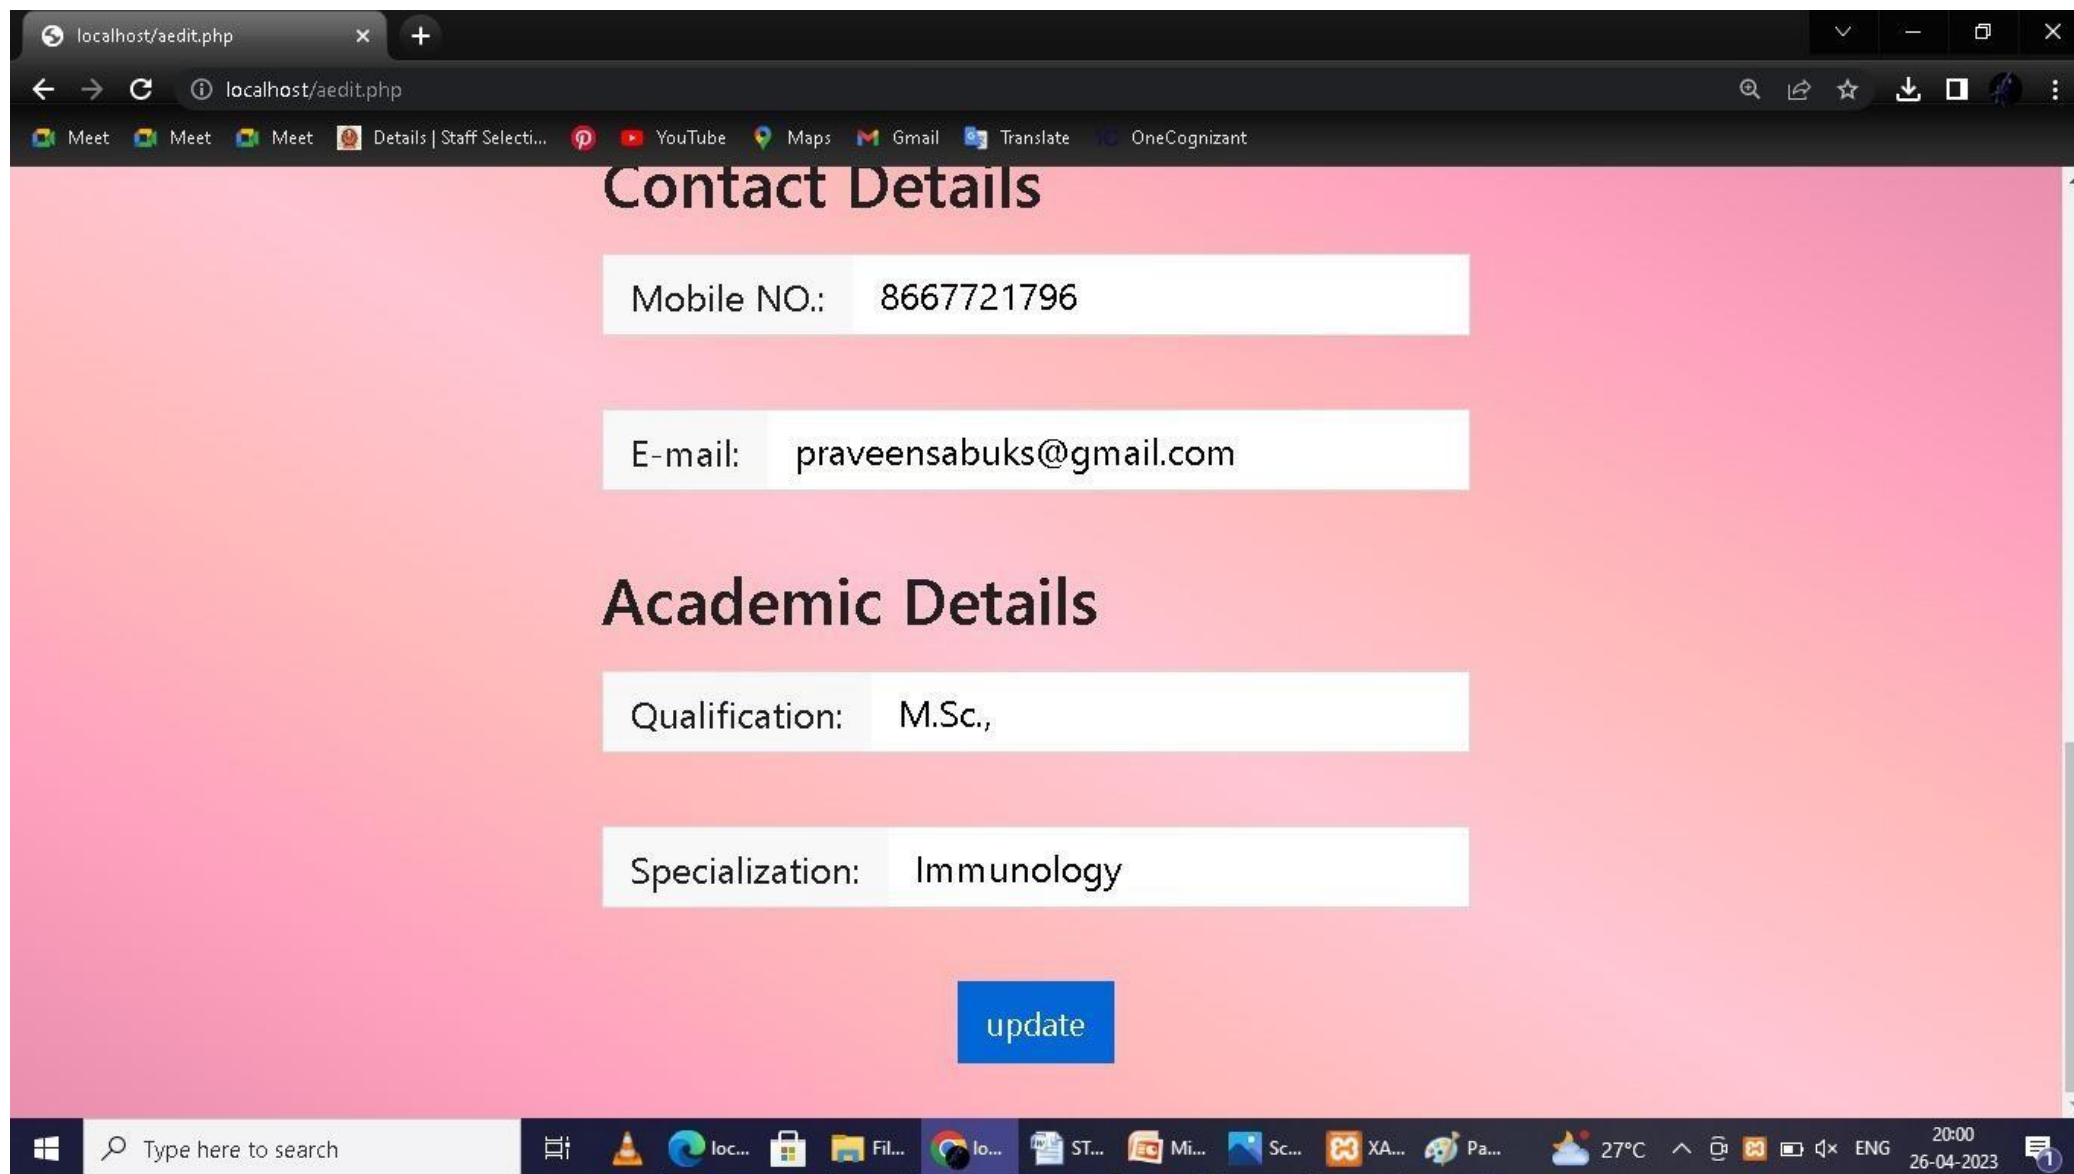 localhost/aedit.php
localhost/aedit.php
Meet Meet Meet Details | Staff Selecti... YouTube Maps Gmail Translate OneCognizant
Contact Details
Mobile NO.: 8667721796
E-mail: praveensabuks@gmail.com
Academic Details
Qualification: M.Sc.,
Specialization: Immunology
update
Type here to search loc... Fil... lo... ST... Mi... Sc... XA... Pa... 27°C ENG 20:00
26-04-2023 1